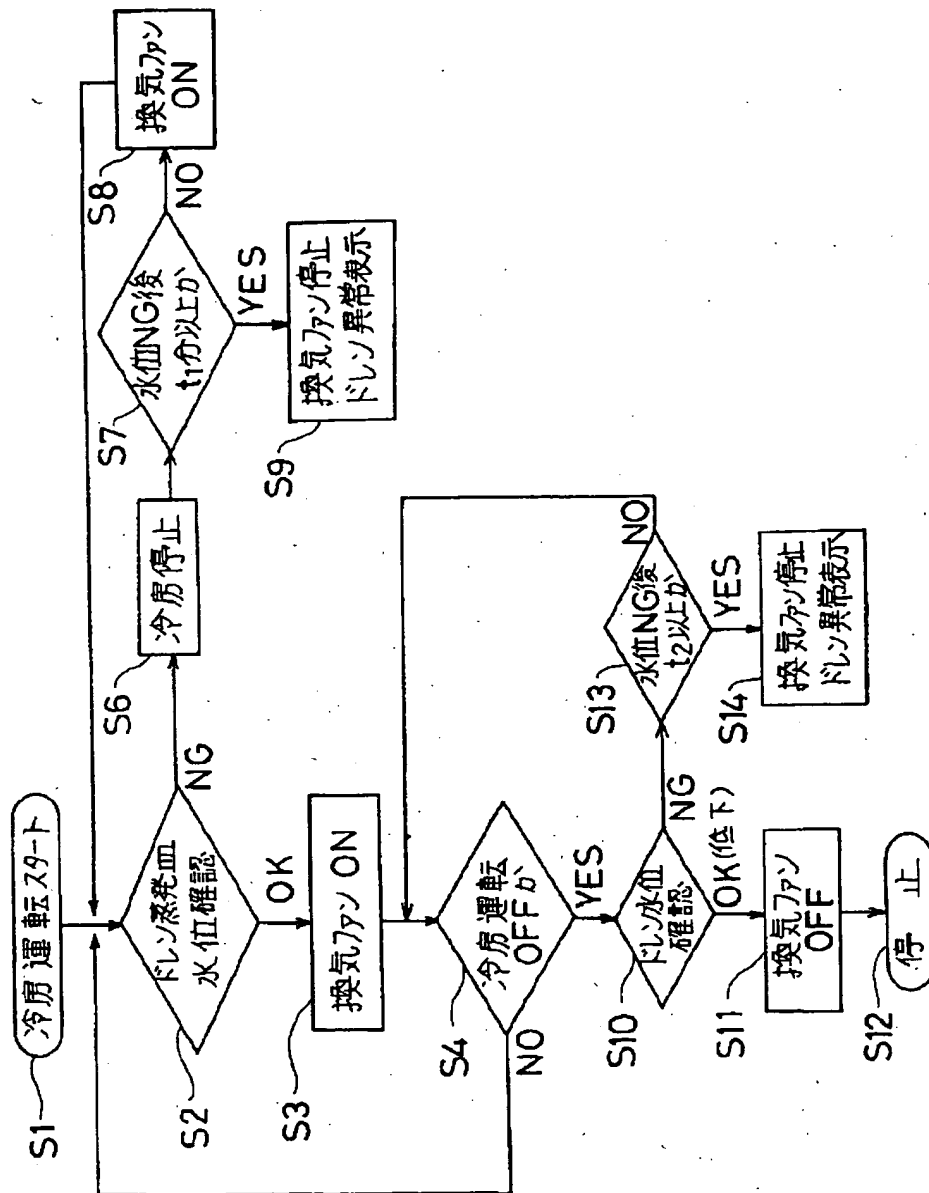 S1
冷房運転スタート
S2
ドレン蒸発皿
水位確認
NG
OK
S3
換気ファン ON
S4
冷房運転
OFFか
NO
YES
S6
冷房停止
S7
水位NG後
t1分以上か
NO
YES
S8
換気ファン
ON
S9
換気ファン停止
ドレン異常表示
S10
ドレン水位
確認
NG
OK(低下)
S11
換気ファン
OFF
S12
停 止
S13
水位NG後
t2以上か
NO
YES
S14
換気ファン停止
ドレン異常表示